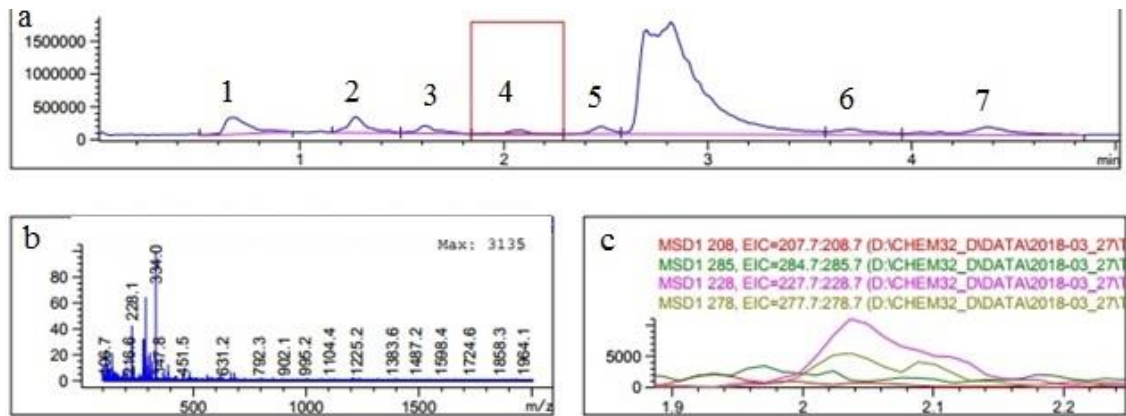 a
1500000
1000000
500000
0
1 2 3 4 5 6 7
1 2 3 4 min
b
Max: 3135
80
60
40
20
0
228.1
334.0
451.5
631.2
792.3
902.1
995.2
1104.4
1225.2
1383.6
1487.2
1598.4
1724.6
1858.3
1964.1
500 1000 1500 m/z
c
MSD1 208, EIC=207.7:208.7 (D:\CHEM32_D\DATA\2018-03_27\T
MSD1 285, EIC=284.7:285.7 (D:\CHEM32_D\DATA\2018-03_27\T
MSD1 228, EIC=227.7:228.7 (D:\CHEM32_D\DATA\2018-03_27\T
MSD1 278, EIC=277.7:278.7 (D:\CHEM32_D\DATA\2018-03_27\T
5000
0
1.9 2 2.1 2.2